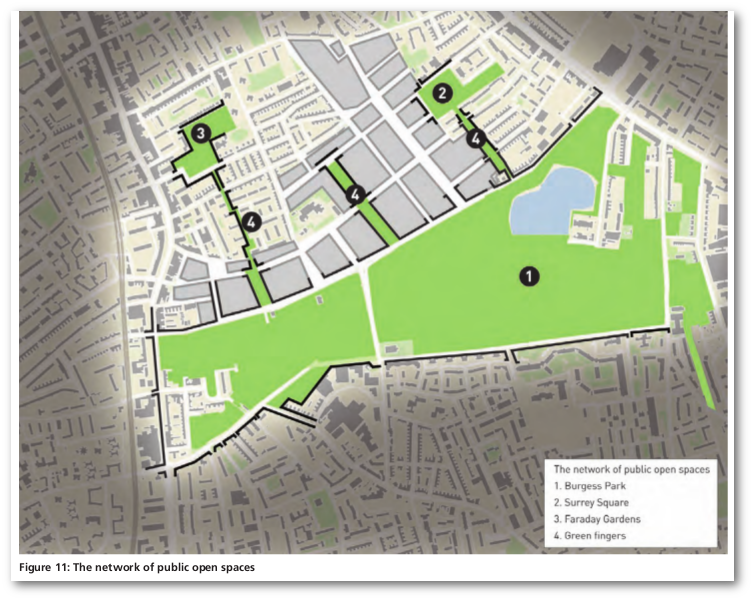 2
3
4
4
4
1
The network of public open spaces
1. Burgess Park
2. Surrey Square
3. Faraday Gardens
4. Green fingers
Figure 11: The network of public open spaces